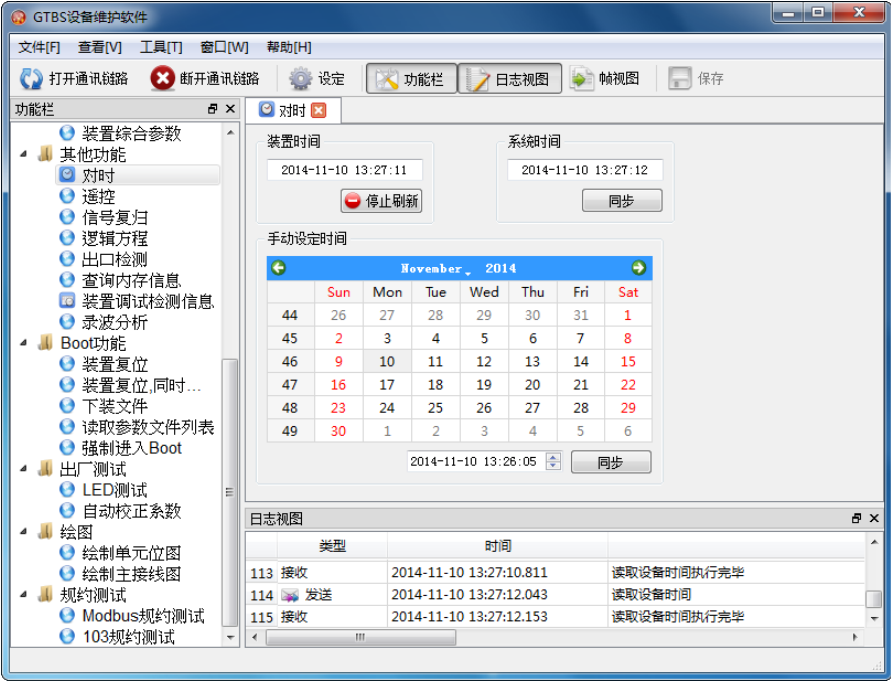 GTBS设备维护软件
文件[F] 查看[V] 工具[T] 窗口[W] 帮助[H]
打开通讯链路 断开通讯链路 设定 功能栏 日志视图 帧视图 保存
功能栏
装置综合参数
其他功能
对时
遥控
信号复归
逻辑方程
出口检测
查询内存信息
装置调试检测信息
录波分析
Boot功能
装置复位
装置复位,同时...
下装文件
读取参数文件列表
强制进入Boot
出厂测试
LED测试
自动校正系数
绘图
绘制单元位图
绘制主接线图
规约测试
Modbus规约测试
103规约测试
对时
装置时间
2014-11-10 13:27:11
停止刷新
系统时间
2014-11-10 13:27:12
同步
手动设定时间
November 2014
Sun Mon Tue Wed Thu Fri Sat
44 26 27 28 29 30 31 1
45 2 3 4 5 6 7 8
46 9 10 11 12 13 14 15
47 16 17 18 19 20 21 22
48 23 24 25 26 27 28 29
49 30 1 2 3 4 5 6
2014-11-10 13:26:05 同步
日志视图
类型 时间
113 接收 2014-11-10 13:27:10.811 读取设备时间执行完毕
114 发送 2014-11-10 13:27:12.043 读取设备时间
115 接收 2014-11-10 13:27:12.153 读取设备时间执行完毕